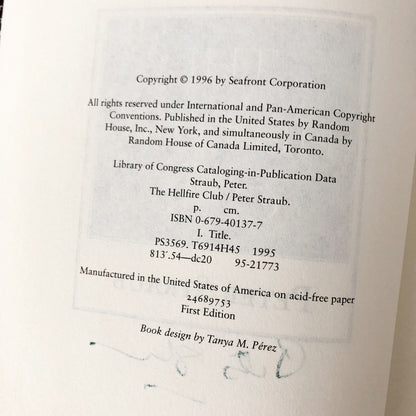 Copyright © 1996 by Seafront Corporation
All rights reserved under International and Pan-American Copyright
Conventions. Published in the United States by Random
House, Inc., New York, and simultaneously in Canada by
Random House of Canada Limited, Toronto.
Library of Congress Cataloging-in-Publication Data
Straub, Peter.
The Hellfire Club / Peter Straub.
p. cm.
ISBN 0-679-40137-7
I. Title.
PS3569. T6914H45 1995
813'.54—dc20 95-21773
Manufactured in the United States of America on acid-free paper
24689753
First Edition
Book design by Tanya M. Pérez